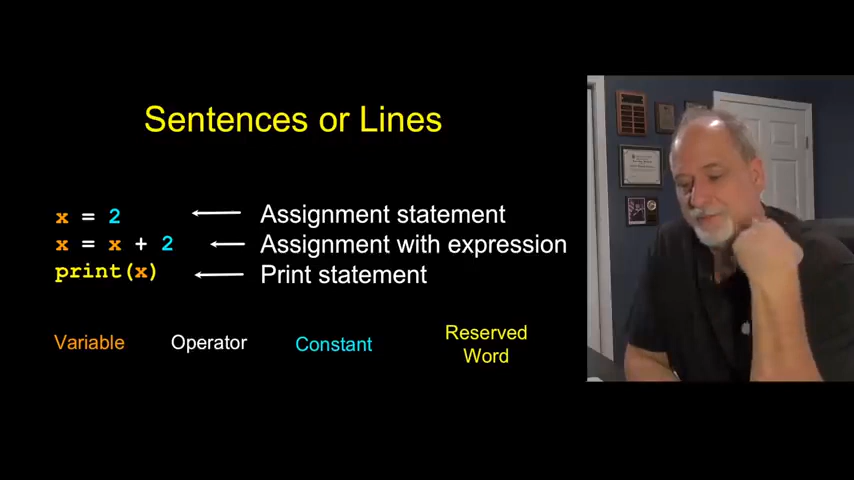 Sentences or Lines
x = 2
Assignment statement
x = x + 2
Assignment with expression
print(x)
Print statement
Variable
Operator
Constant
Reserved
Word